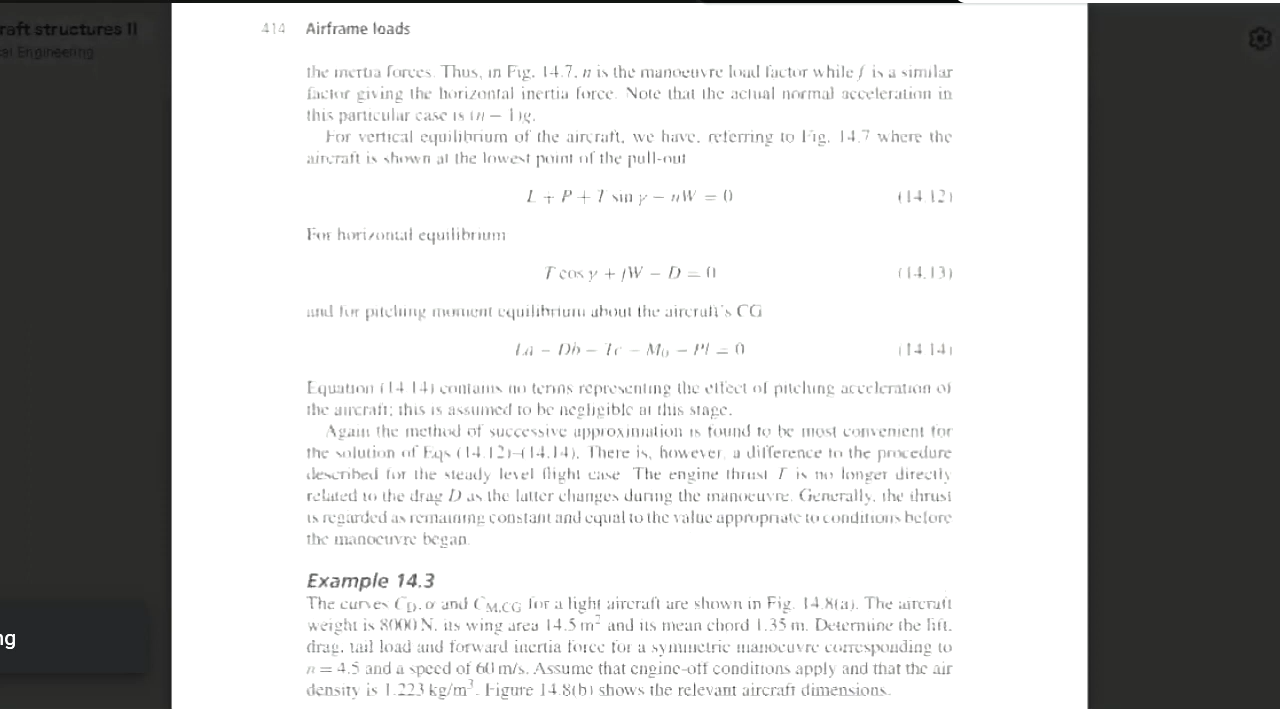 raft structures II
cal Engineering
ng
414 Airframe loads
the inertia forces. Thus, in Fig. 14.7, n is the manoeuvre load factor while f is a similar
factor giving the horizontal inertia force. Note that the actual normal acceleration in
this particular case is (n − 1)g.
For vertical equilibrium of the aircraft, we have, referring to Fig. 14.7 where the
aircraft is shown at the lowest point of the pull-out
L + P + T sin γ − nW = 0 (14.12)
For horizontal equilibrium
T cos γ + fW − D = 0 (14.13)
and for pitching moment equilibrium about the aircraft's CG
La − Db − Tc − M₀ − Pl = 0 (14.14)
Equation (14.14) contains no terms representing the effect of pitching acceleration of
the aircraft; this is assumed to be negligible at this stage.
Again the method of successive approximation is found to be most convenient for
the solution of Eqs (14.12)–(14.14). There is, however, a difference to the procedure
described for the steady level flight case. The engine thrust T is no longer directly
related to the drag D as the latter changes during the manoeuvre. Generally, the thrust
is regarded as remaining constant and equal to the value appropriate to conditions before
the manoeuvre began.
Example 14.3
The curves C_D, α and C_M,CG for a light aircraft are shown in Fig. 14.8(a). The aircraft
weight is 8000 N, its wing area 14.5 m² and its mean chord 1.35 m. Determine the lift,
drag, tail load and forward inertia force for a symmetric manoeuvre corresponding to
n = 4.5 and a speed of 60 m/s. Assume that engine-off conditions apply and that the air
density is 1.223 kg/m³. Figure 14.8(b) shows the relevant aircraft dimensions.